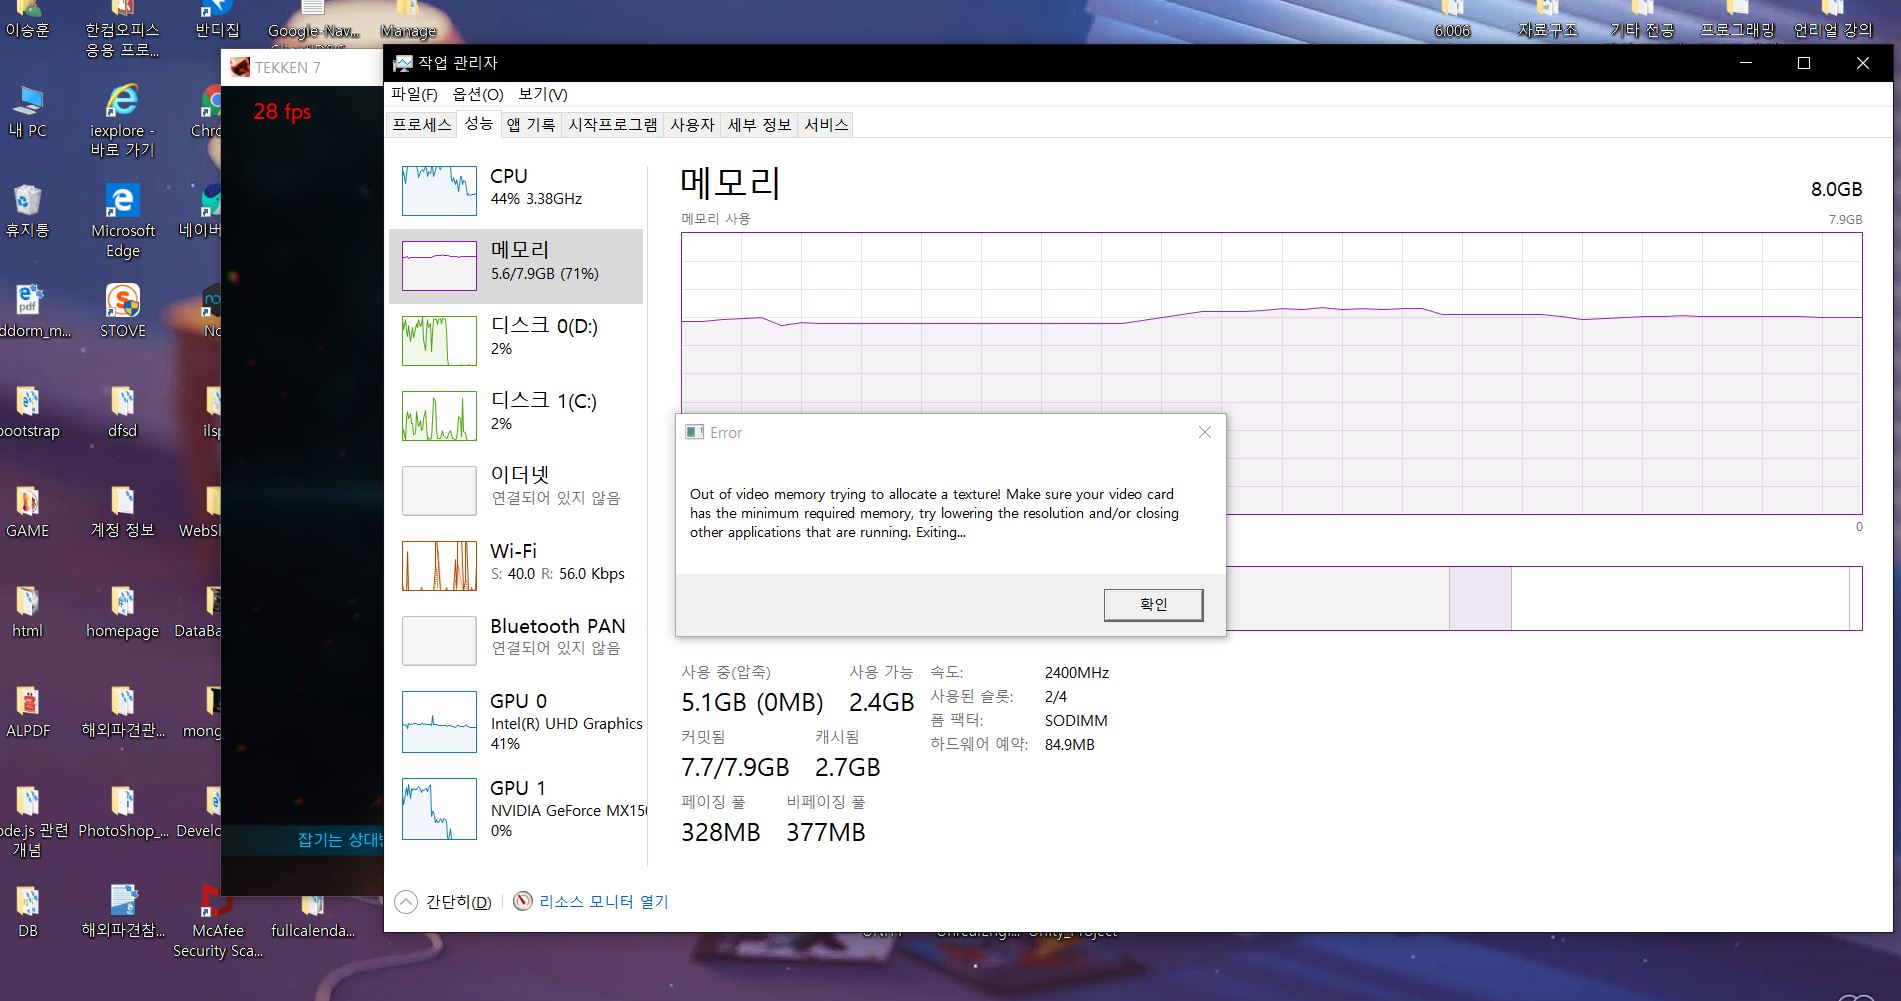 이승훈
한컴오피스
응용 프로...
반디집
Google-Nav...
Manage
6.006
자료구조
기타 전공
프로그래밍
언리얼 강의
TEKKEN 7
28 fps
작업 관리자
파일(F) 옵션(O) 보기(V)
프로세스 성능 앱 기록 시작프로그램 사용자 세부 정보 서비스
내 PC
iexplore -
바로 가기
Chro
휴지통
Microsoft
Edge
네이버
ddorm_m...
STOVE
No
bootstrap
dfsd
ilsp
GAME
계정 정보
WebSl
html
homepage
DataBa
ALPDF
해외파견관...
mong
ode.js 관련
개념
PhotoShop_...
Develo
DB
해외파견참...
McAfee
Security Sca...
fullcalenda...
잡기는 상대
CPU
44% 3.38GHz
메모리
5.6/7.9GB (71%)
디스크 0(D:)
2%
디스크 1(C:)
2%
이더넷
연결되어 있지 않음
Wi-Fi
S: 40.0 R: 56.0 Kbps
Bluetooth PAN
연결되어 있지 않음
GPU 0
Intel(R) UHD Graphics
41%
GPU 1
NVIDIA GeForce MX150
0%
메모리
8.0GB
메모리 사용
7.9GB
0
Error
Out of video memory trying to allocate a texture! Make sure your video card
has the minimum required memory, try lowering the resolution and/or closing
other applications that are running. Exiting...
확인
사용 중(압축)
5.1GB (0MB)
사용 가능
2.4GB
커밋됨
7.7/7.9GB
캐시됨
2.7GB
페이징 풀
328MB
비페이징 풀
377MB
속도: 2400MHz
사용된 슬롯: 2/4
폼 팩터: SODIMM
하드웨어 예약: 84.9MB
간단히(D)
리소스 모니터 열기